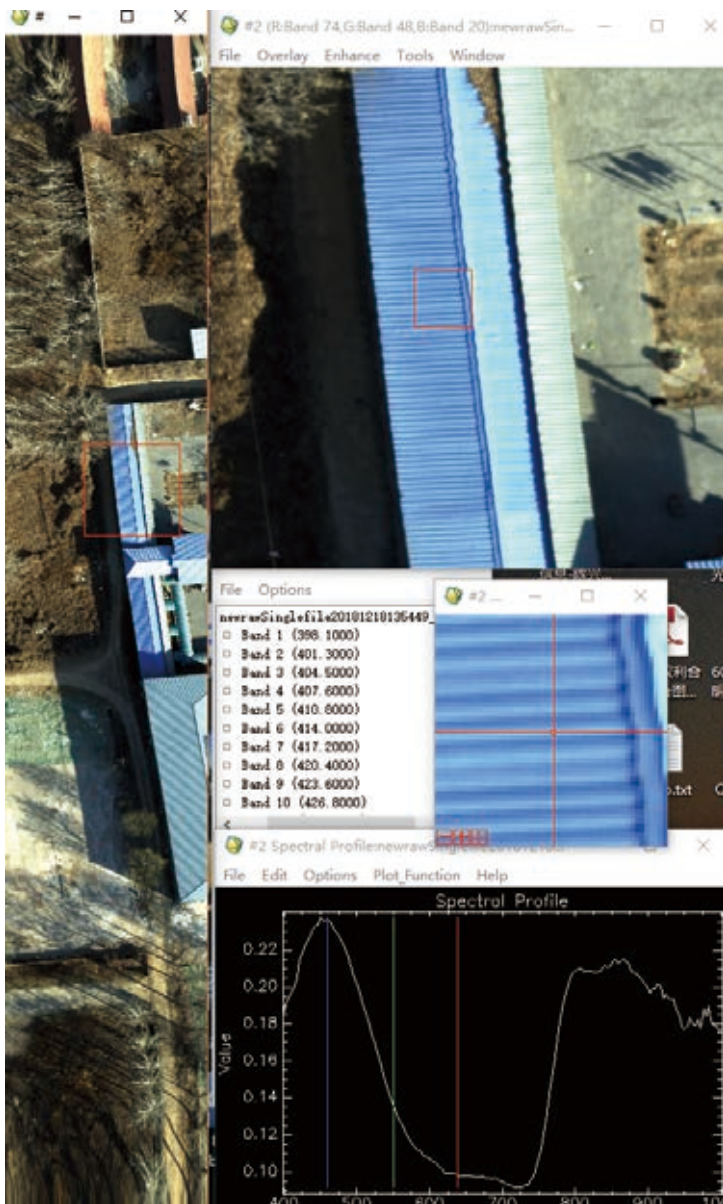 #
#2 (R:Band 74,G:Band 48,B:Band 20):newrawSin...
File Overlay Enhance Tools Window
File Options
newrawSinglefile20181218135449_
Band 1 (398.1000)
Band 2 (401.3000)
Band 3 (404.5000)
Band 4 (407.6000)
Band 5 (410.8000)
Band 6 (414.0000)
Band 7 (417.2000)
Band 8 (420.4000)
Band 9 (423.6000)
Band 10 (426.8000)
#2 ...
.txt
#2 Spectral Profile:newrawSingle
File Edit Options Plot_Function Help
Spectral Profile
Value
0.22
0.20
0.18
0.16
0.14
0.12
0.10
400 500 600 700 800 900